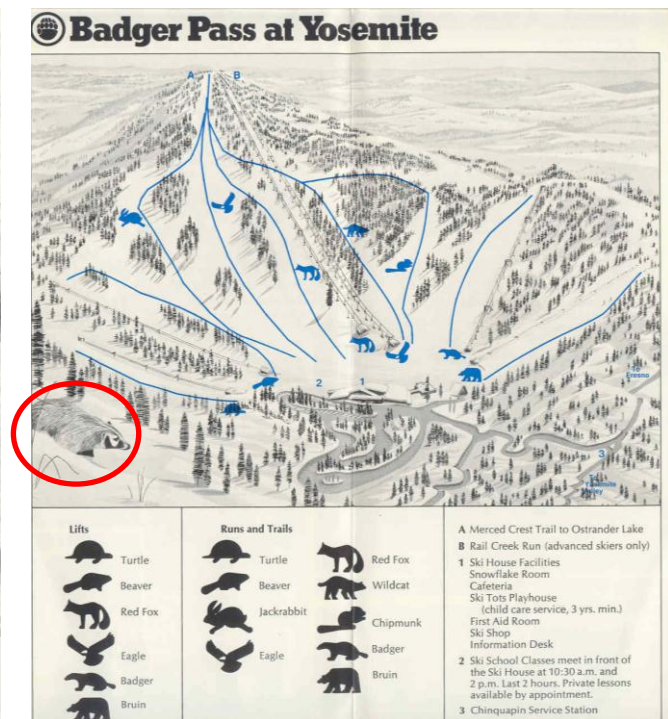 Badger Pass at Yosemite
A B
To
Fresno
2 1
3
To
Yosemite
Valley
Lifts
Turtle
Beaver
Red Fox
Eagle
Badger
Bruin
Runs and Trails
Turtle
Beaver
Jackrabbit
Eagle
Red Fox
Wildcat
Chipmunk
Badger
Bruin
A Merced Crest Trail to Ostrander Lake
B Rail Creek Run (advanced skiers only)
1 Ski House Facilities
Snowflake Room
Cafeteria
Ski Tots Playhouse
(child care service, 3 yrs. min.)
First Aid Room
Ski Shop
Information Desk
2 Ski School Classes meet in front of
the Ski House at 10:30 a.m. and
2 p.m. Last 2 hours. Private lessons
available by appointment.
3 Chinquapin Service Station